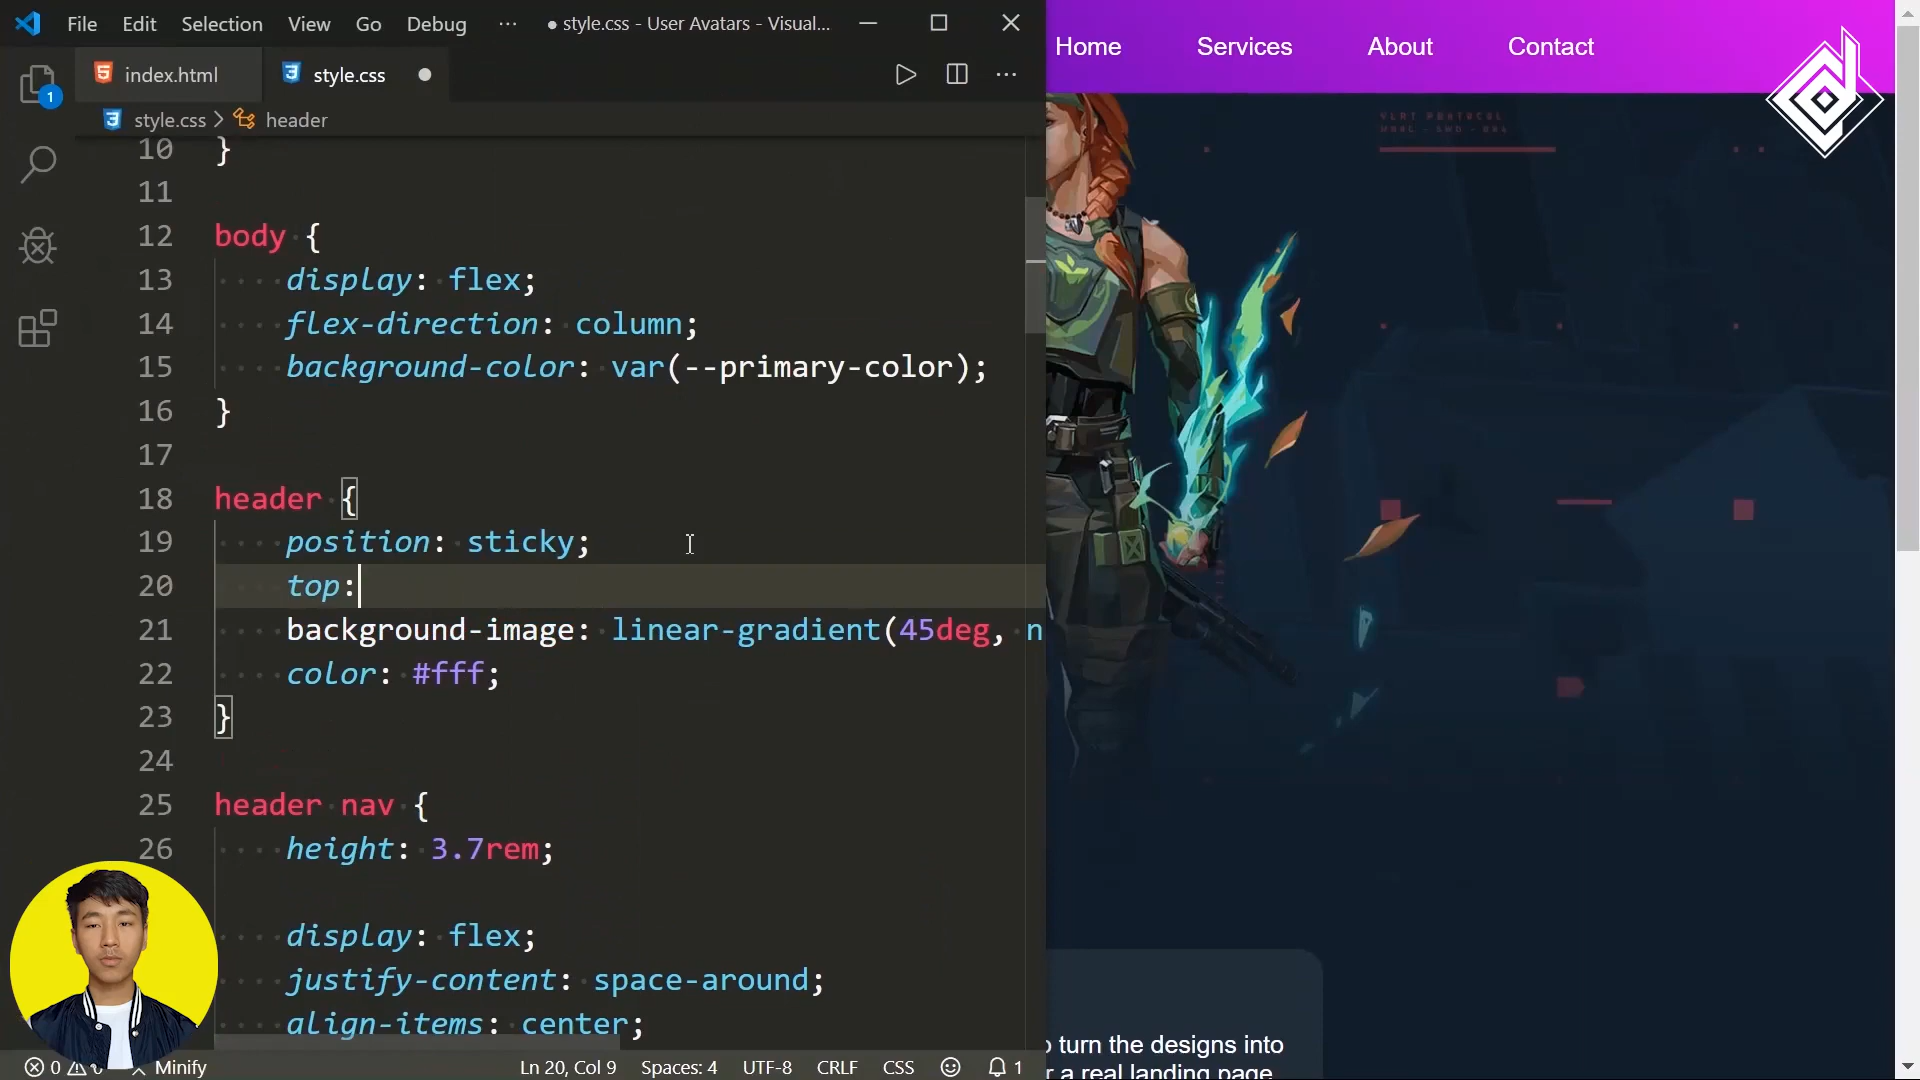 File Edit Selection View Go Debug ··· ● style.css - User Avatars - Visual...
index.html style.css
style.css > header
1
10 }
11
12 body {
13 display: flex;
14 flex-direction: column;
15 background-color: var(--primary-color);
16 }
17
18 header {
19 position: sticky;
20 top:
21 background-image: linear-gradient(45deg, n
22 color: #fff;
23 }
24
25 header nav {
26 height: 3.7rem;
display: flex;
justify-content: space-around;
align-items: center;
0 Minify Ln 20, Col 9 Spaces: 4 UTF-8 CRLF CSS 1
Home Services About Contact
turn the designs into
a real landing page